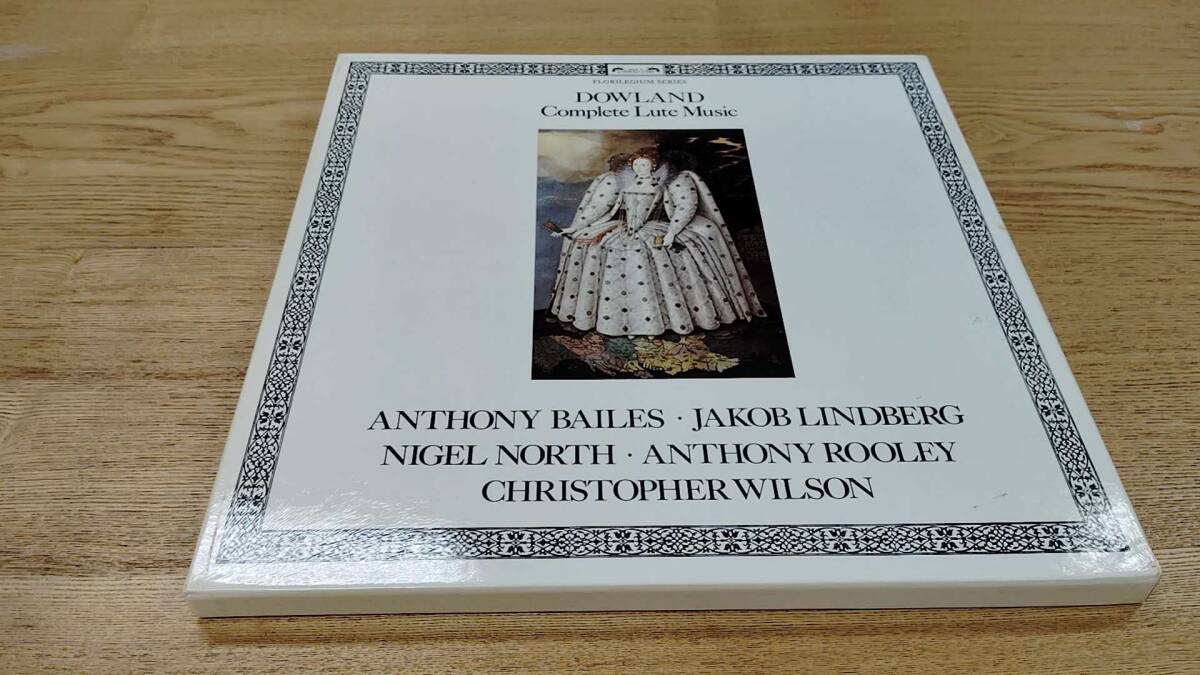 FLORILEGIUM SERIES
DOWLAND
Complete Lute Music
ANTHONY BAILES · JAKOB LINDBERG
NIGEL NORTH · ANTHONY ROOLEY
CHRISTOPHER WILSON